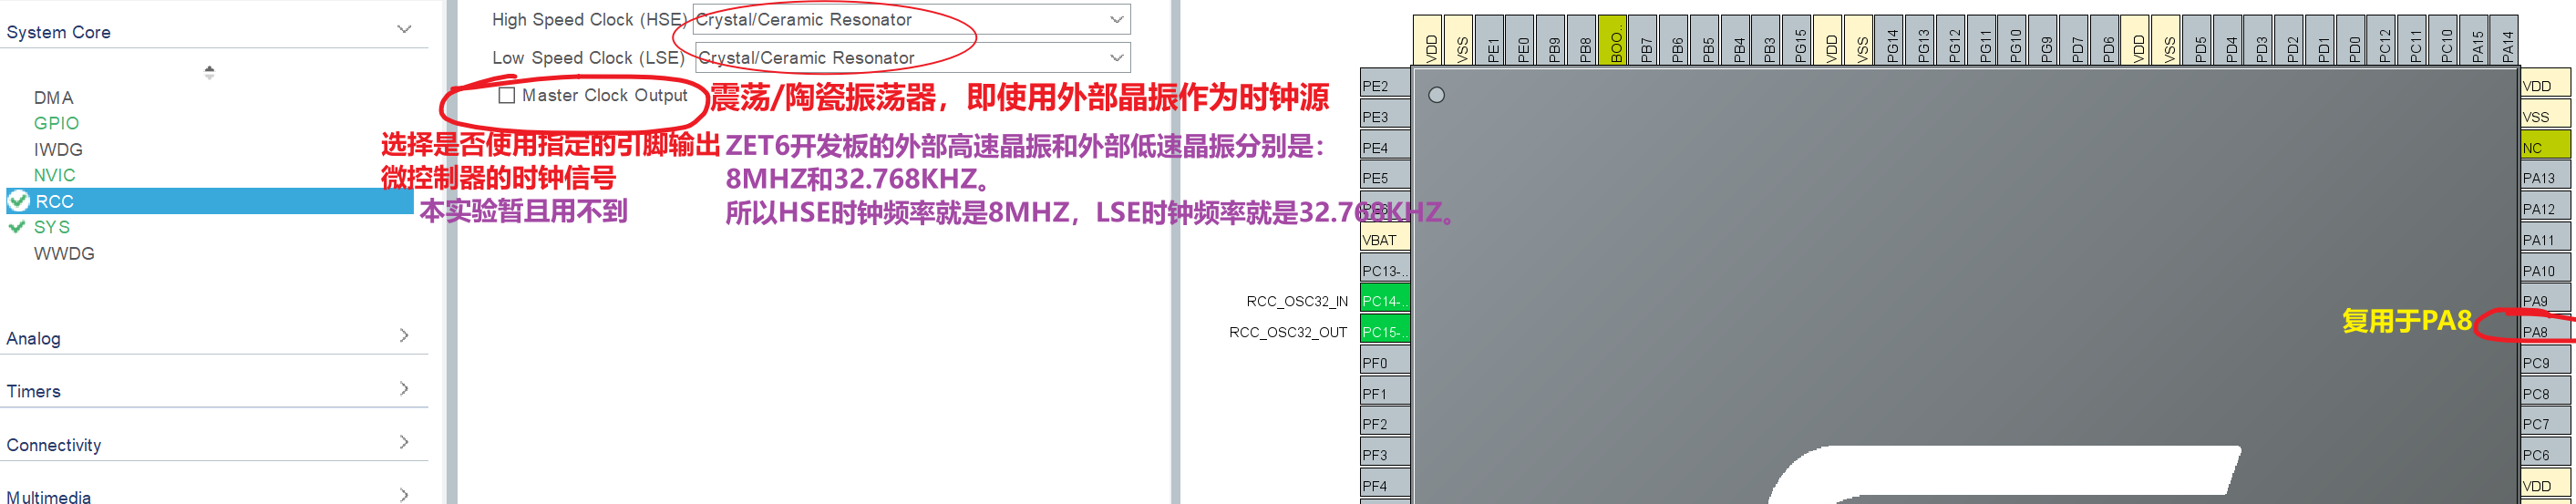 System Core
DMA
GPIO
IWDG
NVIC
RCC
SYS
WWDG
Analog
Timers
Connectivity
Multimedia
High Speed Clock (HSE) Crystal/Ceramic Resonator
Low Speed Clock (LSE) Crystal/Ceramic Resonator
Master Clock Output
震荡/陶瓷振荡器，即使用外部晶振作为时钟源
选择是否使用指定的引脚输出
微控制器的时钟信号
本实验暂且用不到
ZET6开发板的外部高速晶振和外部低速晶振分别是：
8MHZ和32.768KHZ。
所以HSE时钟频率就是8MHZ，LSE时钟频率就是32.768KHZ。
VDD
VSS
PE1
PE0
PB9
PB8
BOO..
PB7
PB6
PB5
PB4
PB3
PG15
VDD
VSS
PG14
PG13
PG12
PG11
PG10
PG9
PD7
PD6
VDD
VSS
PD5
PD4
PD3
PD2
PD1
PD0
PC12
PC11
PC10
PA15
PA14
PE2
PE3
PE4
PE5
PE6
VBAT
PC13-..
RCC_OSC32_IN PC14-..
RCC_OSC32_OUT PC15-..
PF0
PF1
PF2
PF3
PF4
VDD
VSS
NC
PA13
PA12
PA11
PA10
PA9
复用于PA8
PA8
PC9
PC8
PC7
PC6
VDD